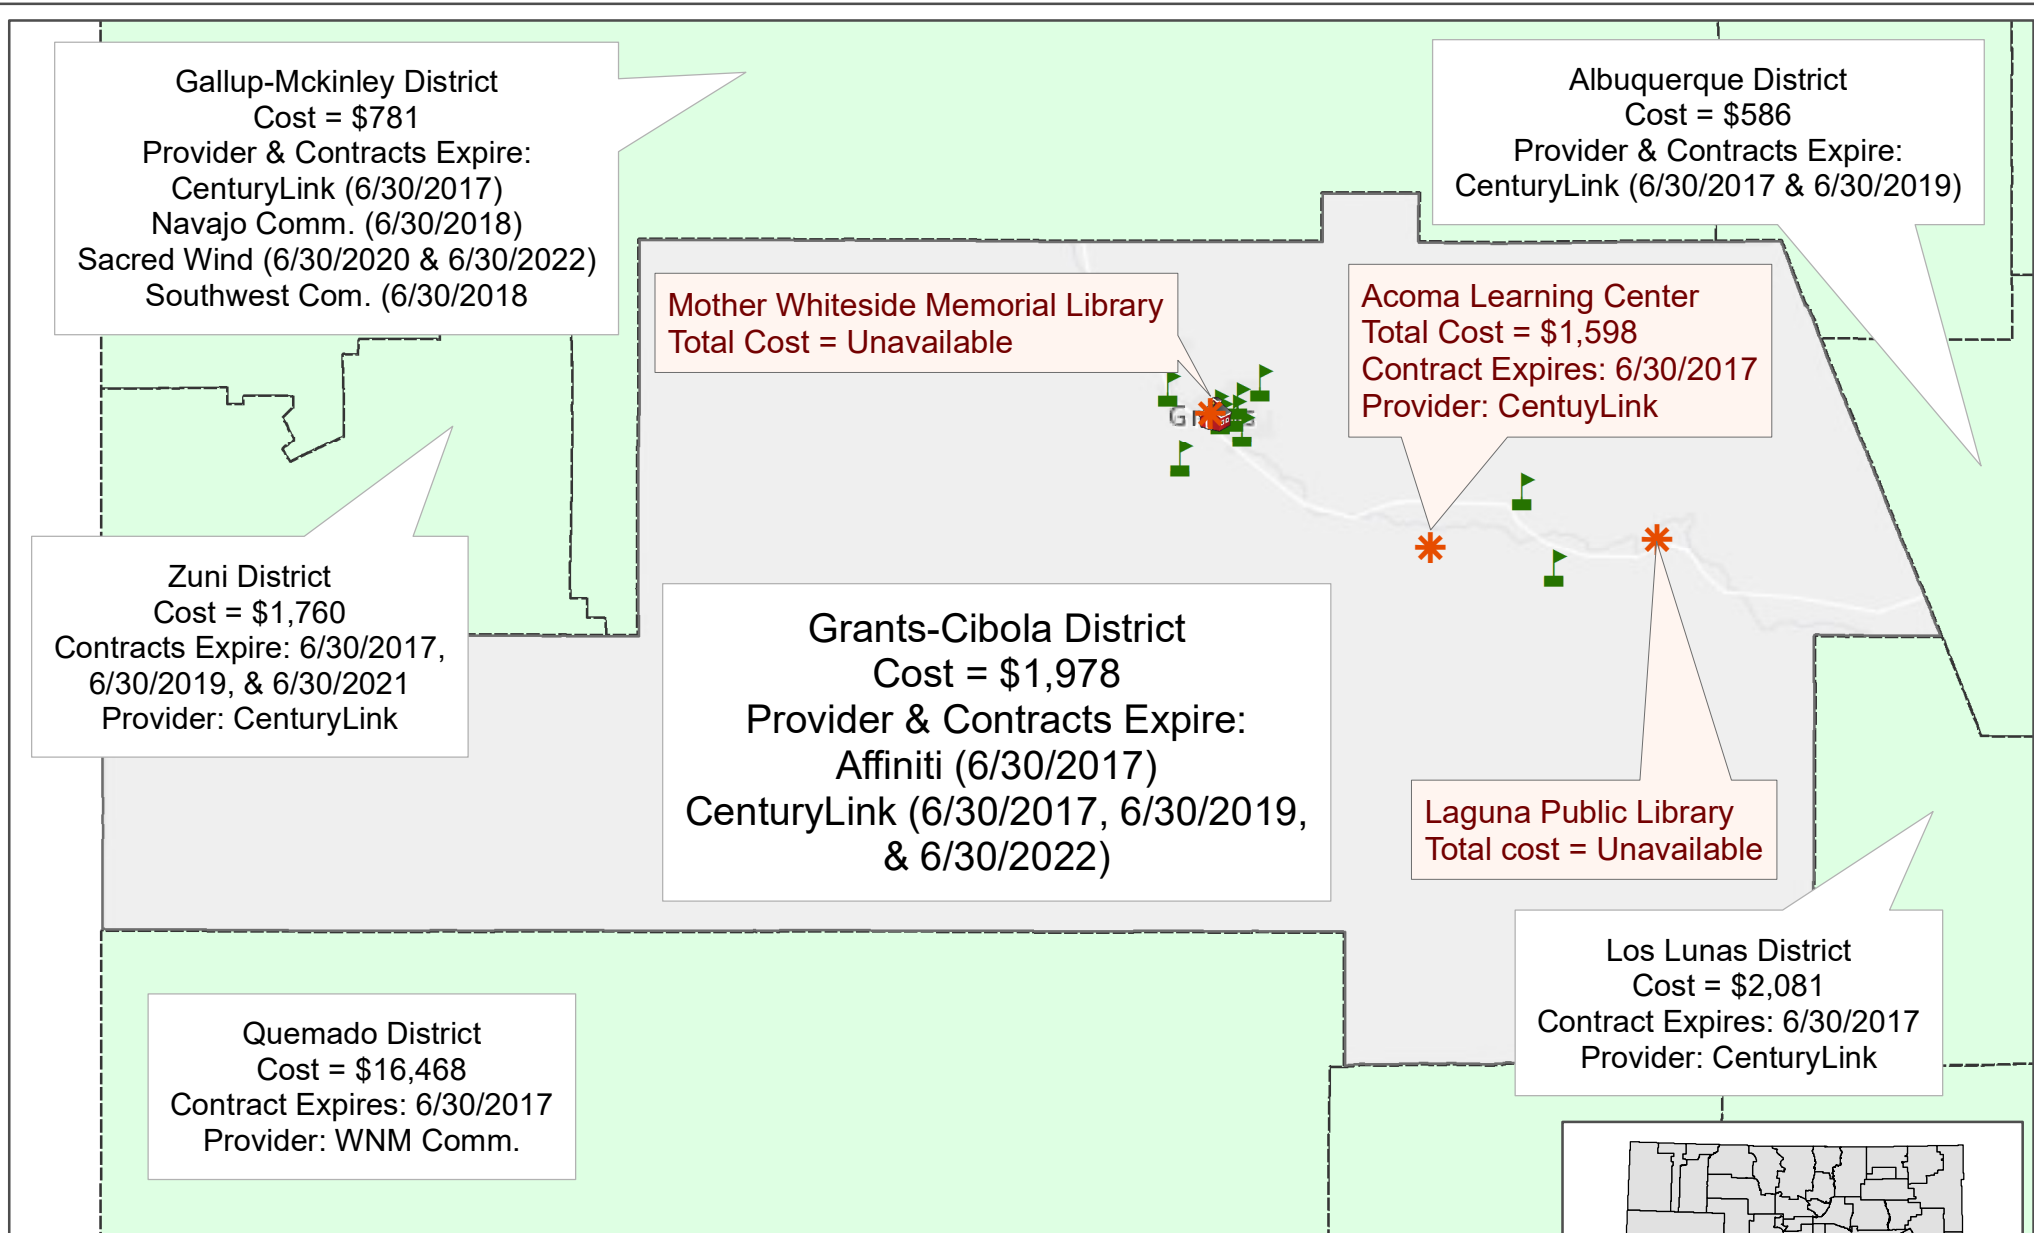 Gallup-Mckinley District
Cost = $781
Provider & Contracts Expire:
CenturyLink (6/30/2017)
Navajo Comm. (6/30/2018)
Sacred Wind (6/30/2020 & 6/30/2022)
Southwest Com. (6/30/2018
Albuquerque District
Cost = $586
Provider & Contracts Expire:
CenturyLink (6/30/2017 & 6/30/2019)
Mother Whiteside Memorial Library
Total Cost = Unavailable
Acoma Learning Center
Total Cost = $1,598
Contract Expires: 6/30/2017
Provider: CentuyLink
Zuni District
Cost = $1,760
Contracts Expire: 6/30/2017,
6/30/2019, & 6/30/2021
Provider: CenturyLink
Grants-Cibola District
Cost = $1,978
Provider & Contracts Expire:
Affiniti (6/30/2017)
CenturyLink (6/30/2017, 6/30/2019,
& 6/30/2022)
Laguna Public Library
Total cost = Unavailable
Los Lunas District
Cost = $2,081
Contract Expires: 6/30/2017
Provider: CenturyLink
Quemado District
Cost = $16,468
Contract Expires: 6/30/2017
Provider: WNM Comm.